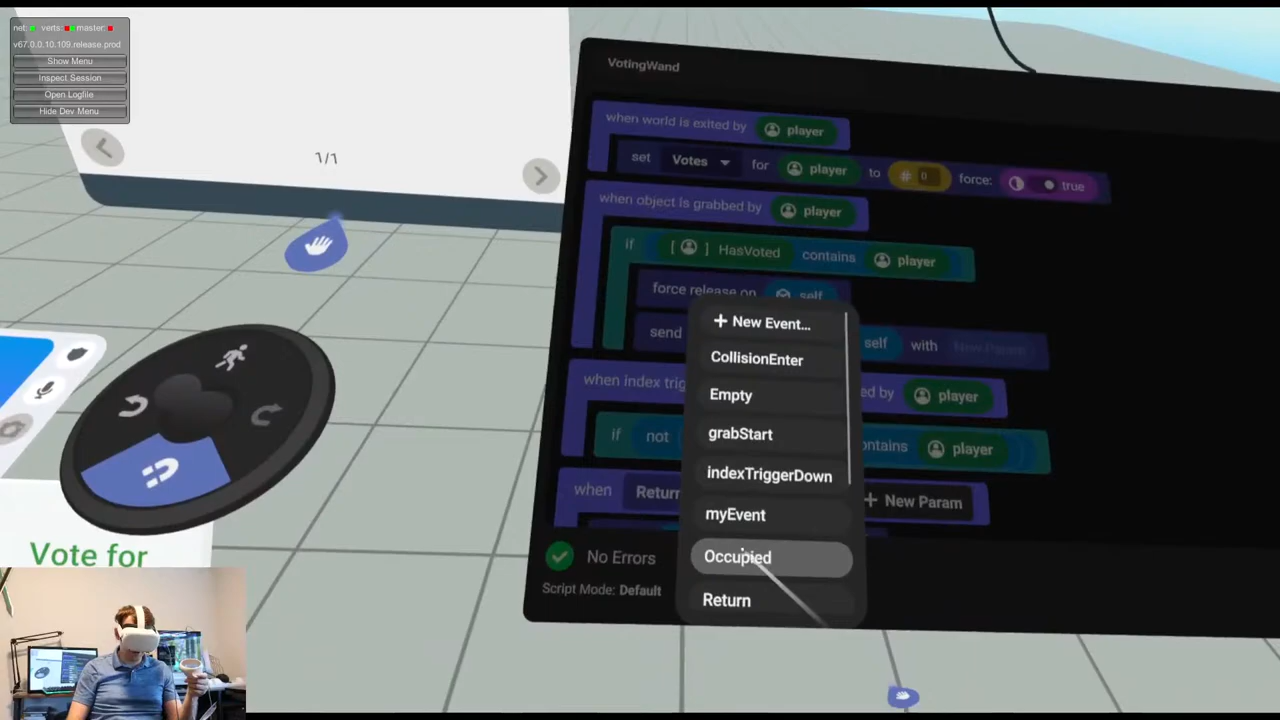 net: verts: master:
v67.0.0.10.109.release.prod
Show Menu
Inspect Session
Open Logfile
Hide Dev Menu
1/1
Vote for
VotingWand
when world is exited by player
set Votes for player to # 0 force: true
when object is grabbed by player
if [ ] HasVoted contains player
force release on self
send self with New Param
when index trig ed by player
if not ontains player
when Return + New Param
+ New Event...
CollisionEnter
Empty
grabStart
indexTriggerDown
myEvent
Occupied
Return
No Errors
Script Mode: Default